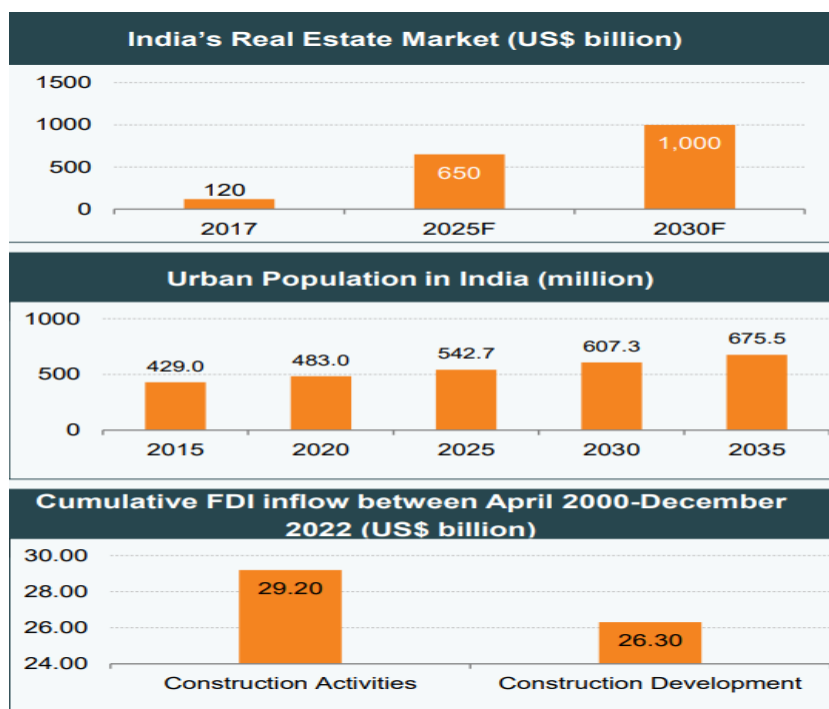 India's Real Estate Market (US$ billion)
1500
1000
500
0
120
650
1,000
2017 2025F 2030F
Urban Population in India (million)
1000
500
0
429.0 483.0 542.7 607.3 675.5
2015 2020 2025 2030 2035
Cumulative FDI inflow between April 2000-December
2022 (US$ billion)
30.00
28.00
26.00
24.00
29.20
26.30
Construction Activities Construction Development